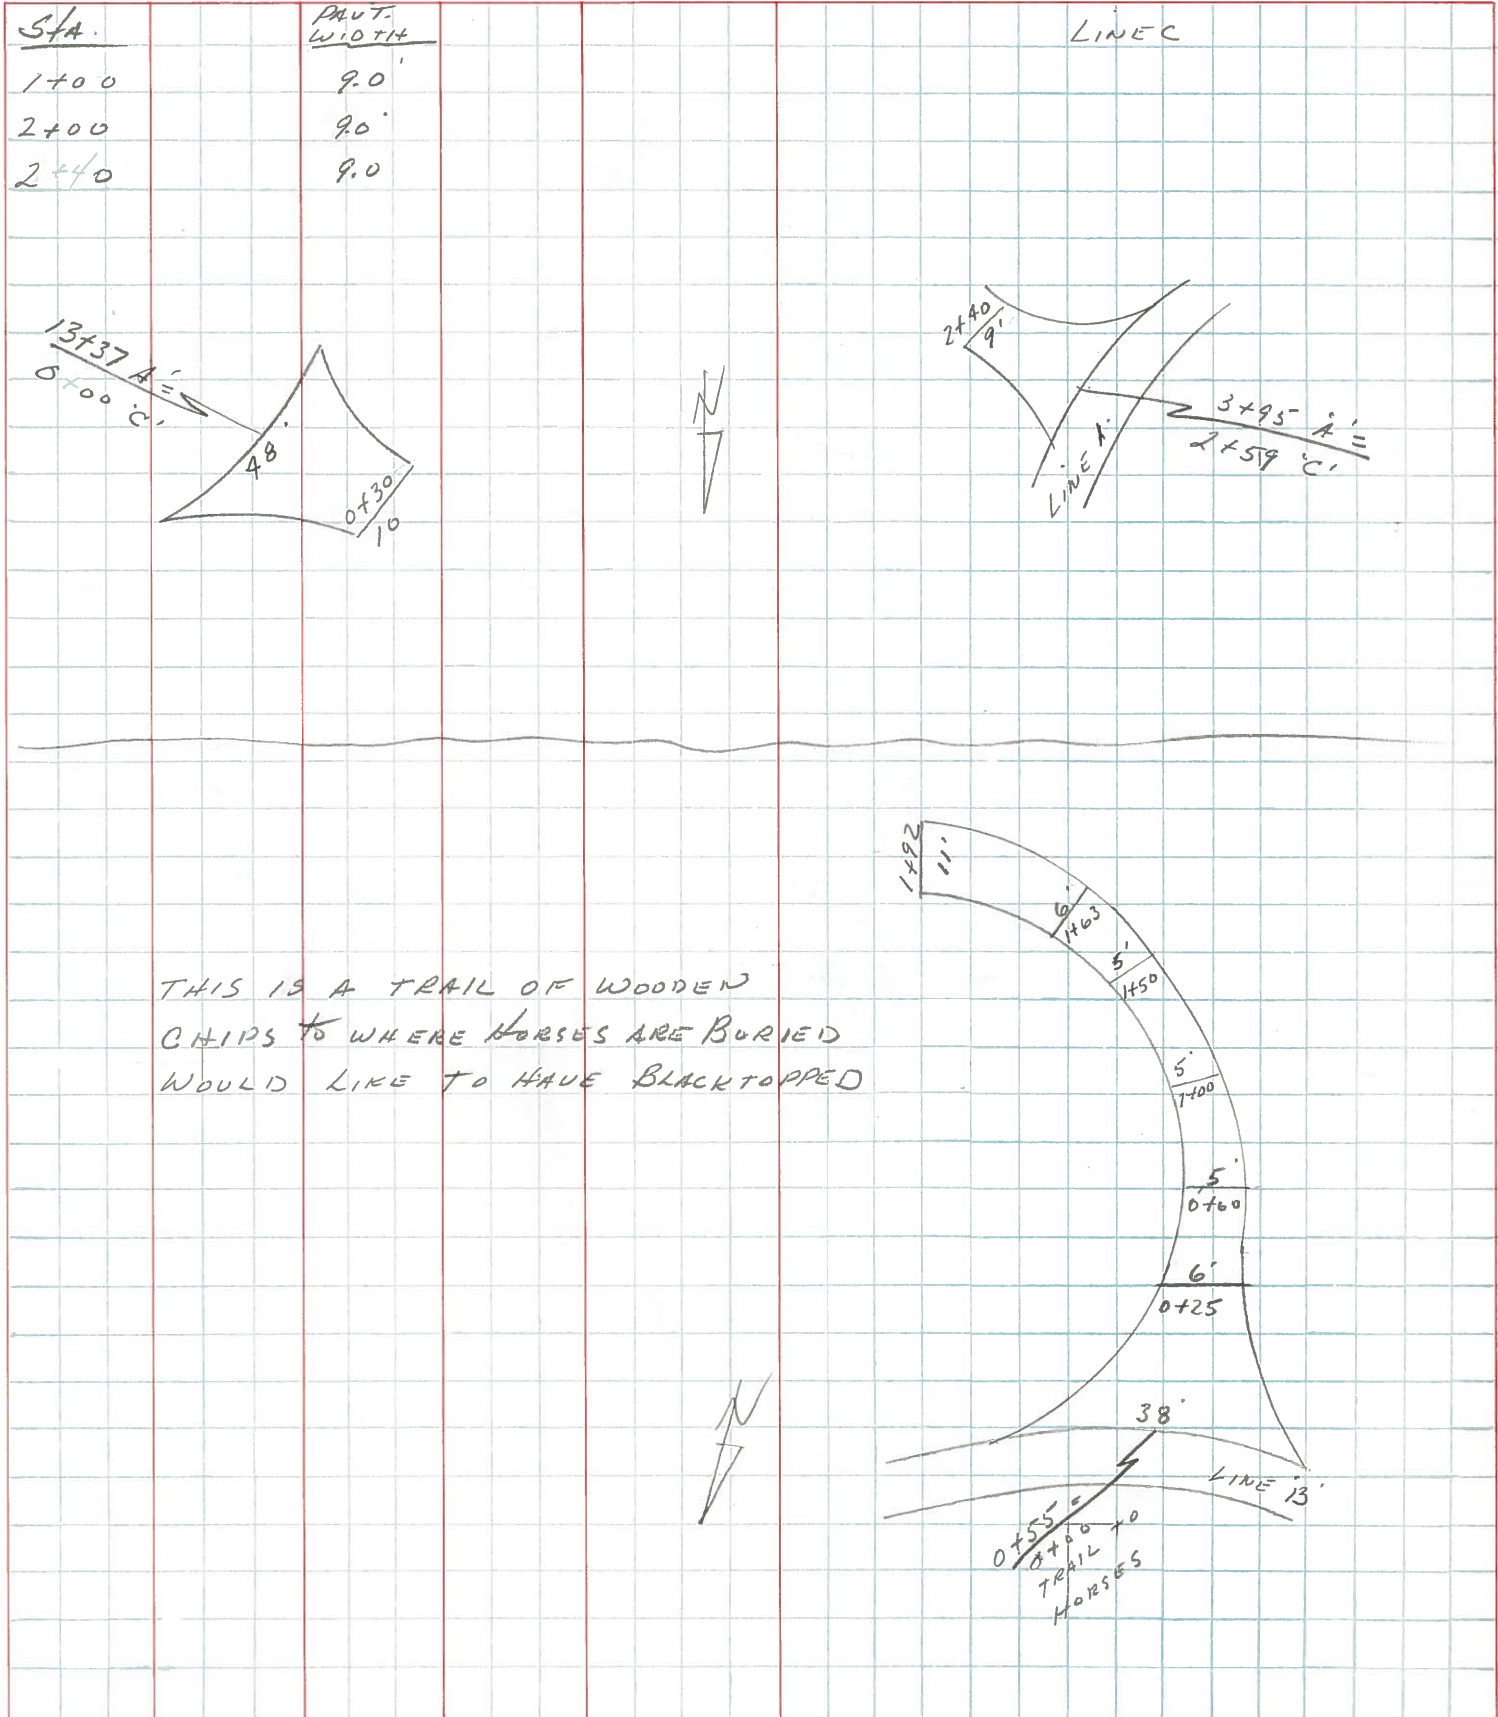 STA. PAVT. WIDTH LINE C
1+00 9.0'
2+00 9.0'
2+40 9.0
13+37 'A' =
0+00 'C'
48'
0+30
10
N
2+40
9'
LINE 'A'
3+95 'A' =
2+59 'C'
1+92
11'
6'
1+63
5'
1+50
THIS IS A TRAIL OF WOODEN
CHIPS TO WHERE HORSES ARE BURIED
WOULD LIKE TO HAVE BLACKTOPPED
5'
1+00
5'
0+60
6'
0+25
N
38'
LINE 'B'
0+55 =
0+00 +0
TRAIL
HORSES